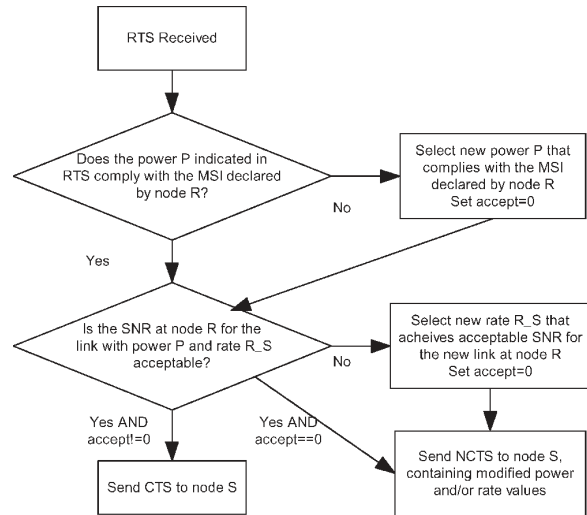 RTS Received
Does the power P indicated in
RTS comply with the MSI declared
by node R?
No
Select new power P that
complies with the MSI
declared by node R
Set accept=0
Yes
Is the SNR at node R for the
link with power P and rate R_S
acceptable?
No
Select new rate R_S that
acheives acceptable SNR for
the new link at node R
Set accept=0
Yes AND
accept!=0
Yes AND
accept==0
Send CTS to node S
Send NCTS to node S,
containing modified power
and/or rate values